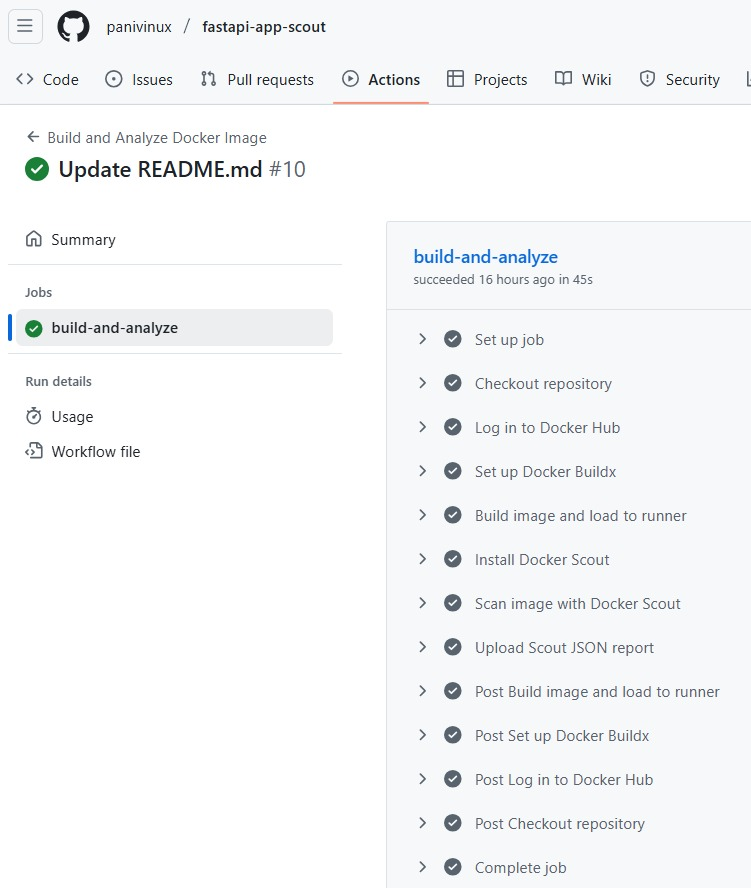 panivinux / fastapi-app-scout
Code Issues Pull requests Actions Projects Wiki Security
Build and Analyze Docker Image
Update README.md #10
Summary
Jobs
build-and-analyze
Run details
Usage
Workflow file
build-and-analyze
succeeded 16 hours ago in 45s
Set up job
Checkout repository
Log in to Docker Hub
Set up Docker Buildx
Build image and load to runner
Install Docker Scout
Scan image with Docker Scout
Upload Scout JSON report
Post Build image and load to runner
Post Set up Docker Buildx
Post Log in to Docker Hub
Post Checkout repository
Complete job